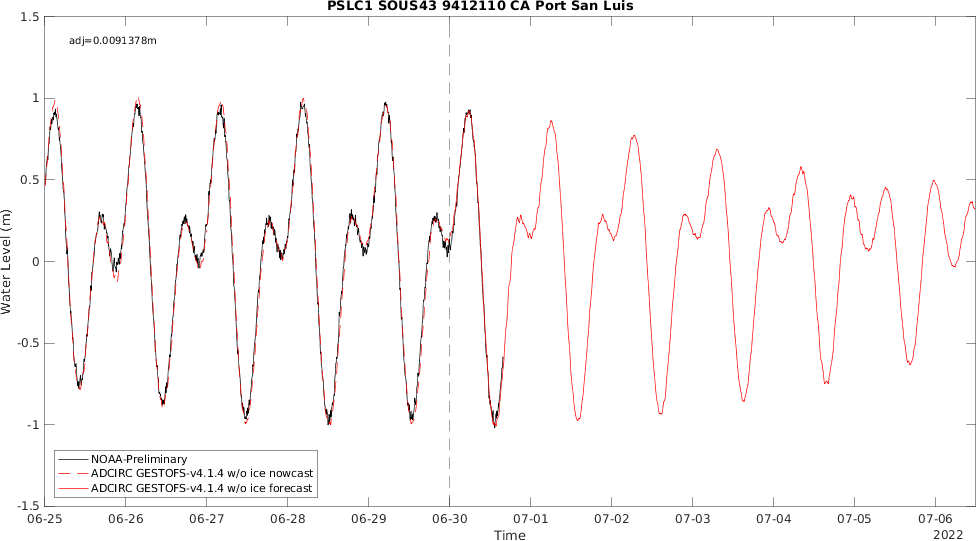 PSLC1 SOUS43 9412110 CA Port San Luis
adj=0.0091378m
1.5
1
0.5
0
-0.5
-1
-1.5
Water Level (m)
NOAA-Preliminary
ADCIRC GESTOFS-v4.1.4 w/o ice nowcast
ADCIRC GESTOFS-v4.1.4 w/o ice forecast
06-25 06-26 06-27 06-28 06-29 06-30 07-01 07-02 07-03 07-04 07-05 07-06
Time
2022